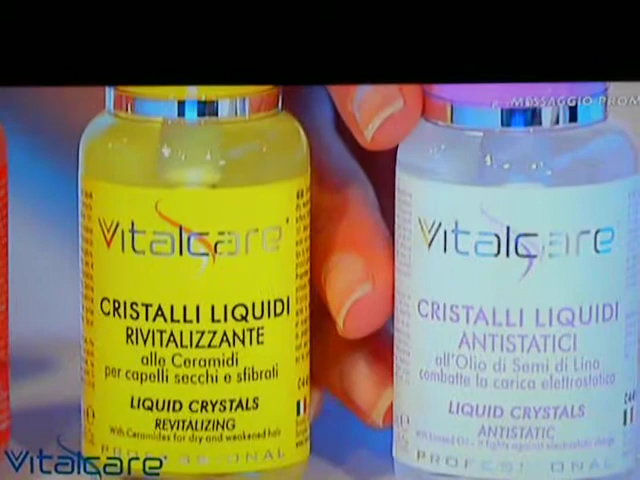 MESSAGGIO PROM
Vitalcare
CRISTALLI LIQUIDI
RIVITALIZZANTE
alle Ceramidi
per capelli secchi e sfibrati
LIQUID CRYSTALS
REVITALIZING
With Ceramides for dry and weakened hair
PROFESSIONAL
Vitalcare
CRISTALLI LIQUIDI
ANTISTATICI
all'Olio di Semi di Lino
combatte la carica elettrostatica
LIQUID CRYSTALS
ANTISTATIC
PROFESSIONAL
Vitalcare